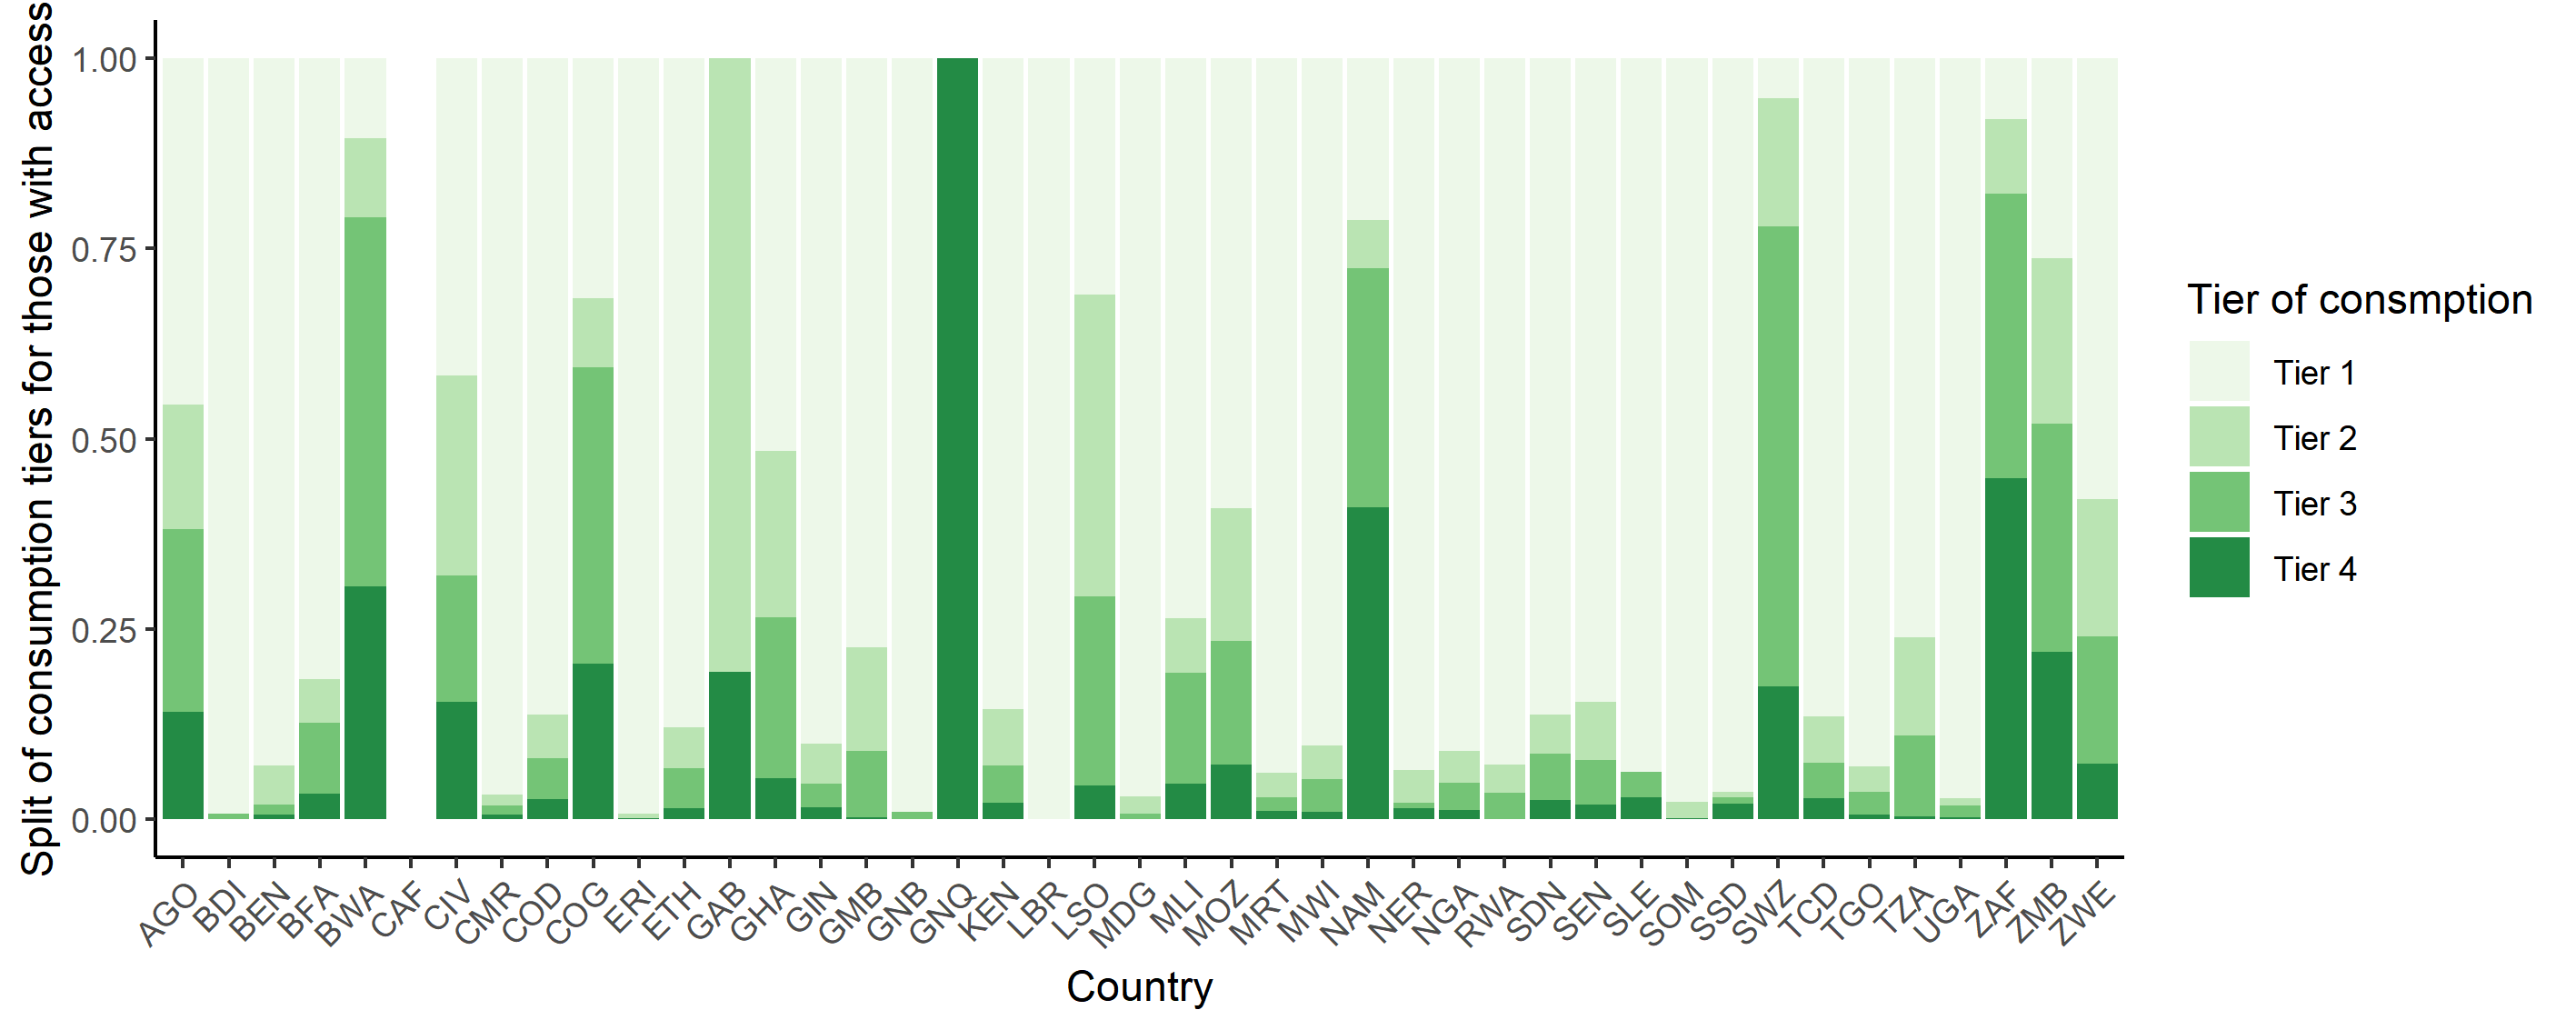 Split of consumption tiers for those with access
1.00
0.75
0.50
0.25
0.00
AGO
BDI
BEN
BFA
BWA
CAF
CIV
CMR
COD
COG
ERI
ETH
GAB
GHA
GIN
GMB
GNB
GNQ
KEN
LBR
LSO
MDG
MLI
MOZ
MRT
MWI
NAM
NER
NGA
RWA
SDN
SEN
SLE
SOM
SSD
SWZ
TCD
TGO
TZA
UGA
ZAF
ZMB
ZWE
Country
Tier of consmption
Tier 1
Tier 2
Tier 3
Tier 4